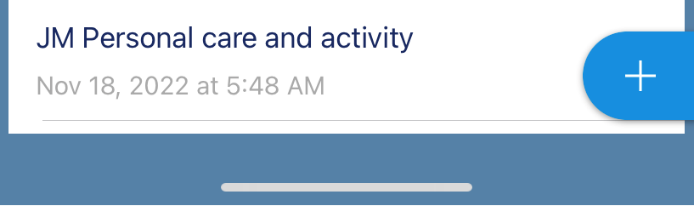 JM Personal care and activity
Nov 18, 2022 at 5:48 AM